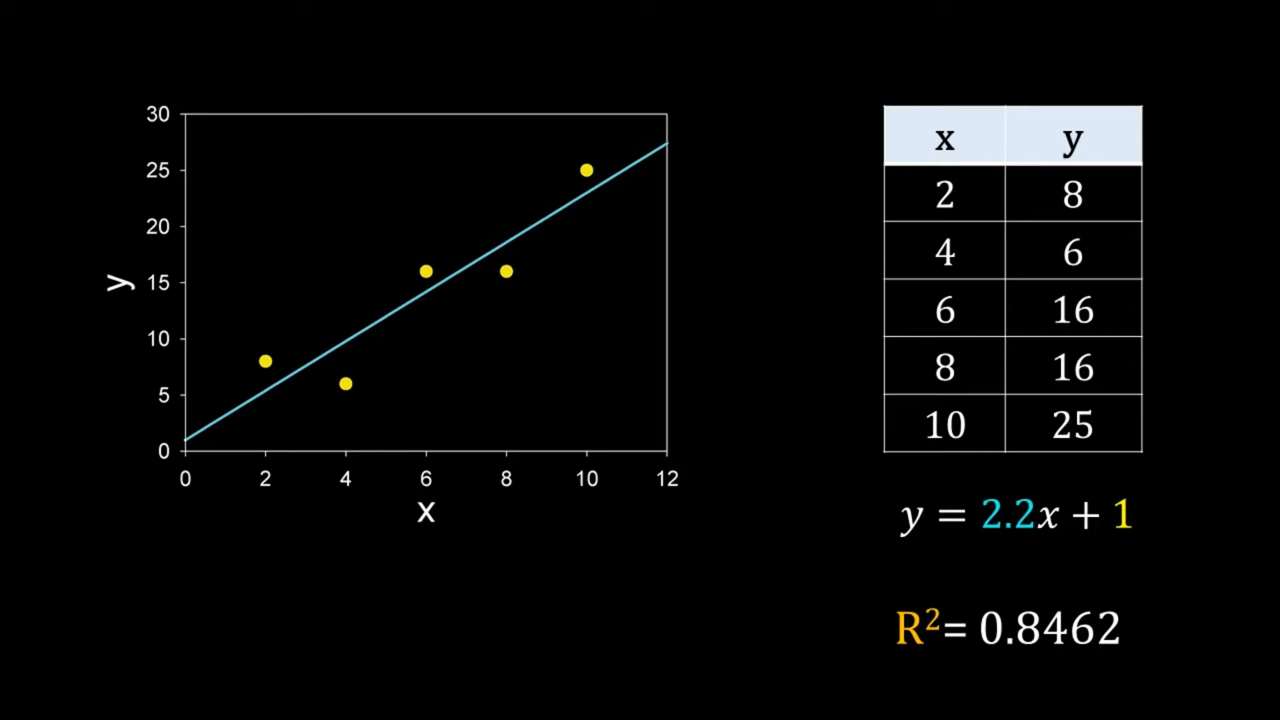 30
25
20
15
10
5
0
y
0 2 4 6 8 10 12
x
x y
2 8
4 6
6 16
8 16
10 25
y = 2.2x + 1
R²= 0.8462